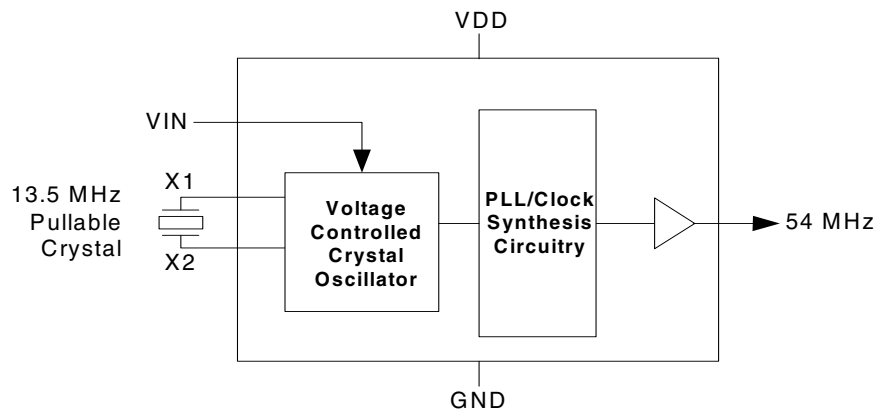 VDD
VIN
13.5 MHz
Pullable
Crystal
X1
X2
Voltage
Controlled
Crystal
Oscillator
PLL/Clock
Synthesis
Circuitry
54 MHz
GND